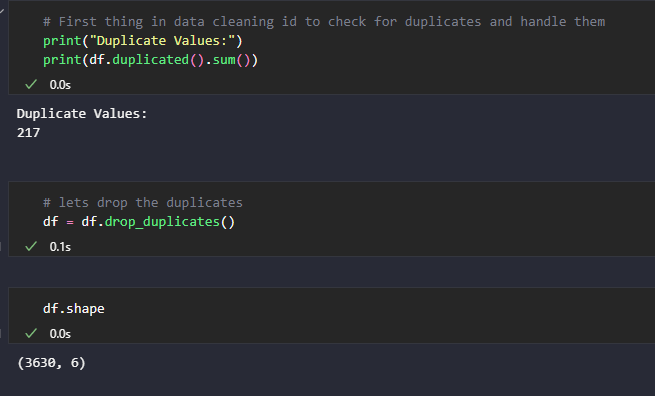 # First thing in data cleaning id to check for duplicates and handle them
print("Duplicate Values:")
print(df.duplicated().sum())
0.0s
Duplicate Values:
217
# lets drop the duplicates
df = df.drop_duplicates()
0.1s
df.shape
0.0s
(3630, 6)